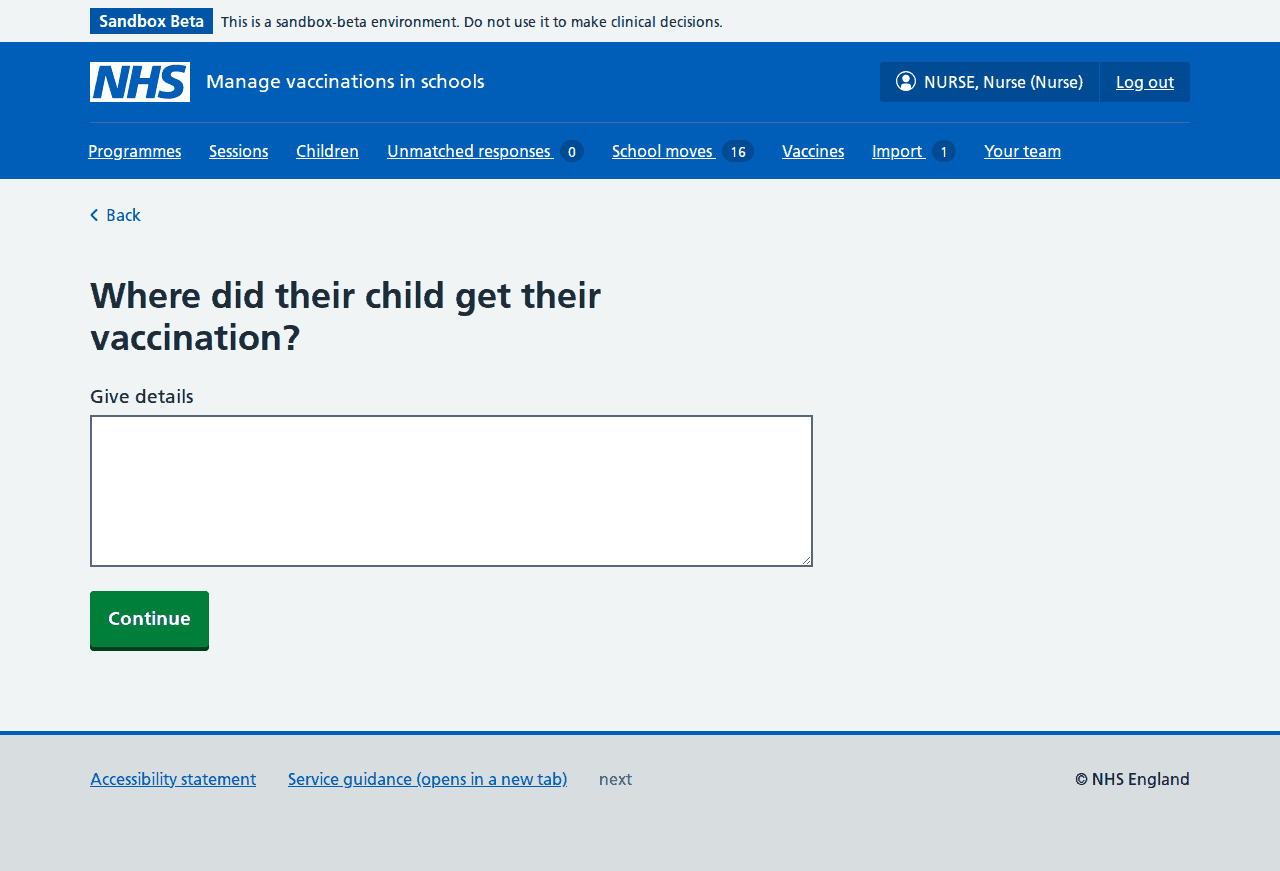 Sandbox Beta This is a sandbox-beta environment. Do not use it to make clinical decisions.
NHS Manage vaccinations in schools NURSE, Nurse (Nurse) Log out
Programmes Sessions Children Unmatched responses 0 School moves 16 Vaccines Import 1 Your team
Back
Where did their child get their
vaccination?
Give details
Continue
Accessibility statement Service guidance (opens in a new tab) next © NHS England